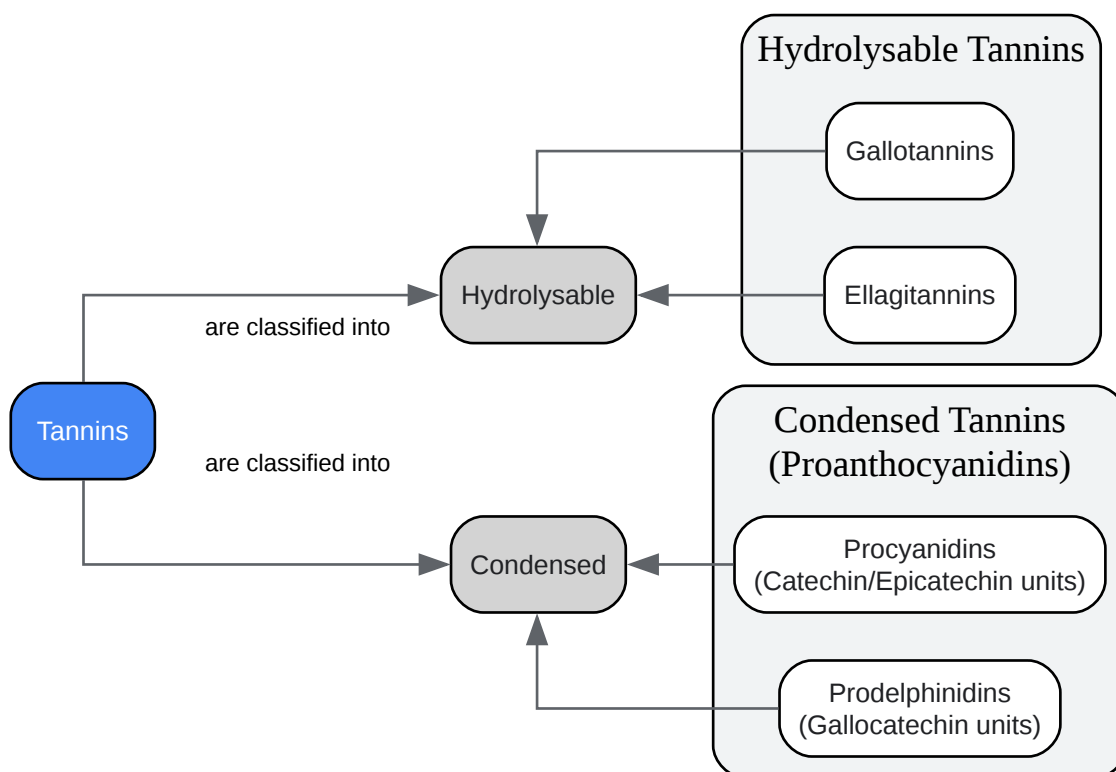 Hydrolysable Tannins
Gallotannins
Hydrolysable
Ellagitannins
are classified into
Tannins
are classified into
Condensed Tannins
(Proanthocyanidins)
Condensed
Procyanidins
(Catechin/Epicatechin units)
Prodelphinidins
(Gallocatechin units)